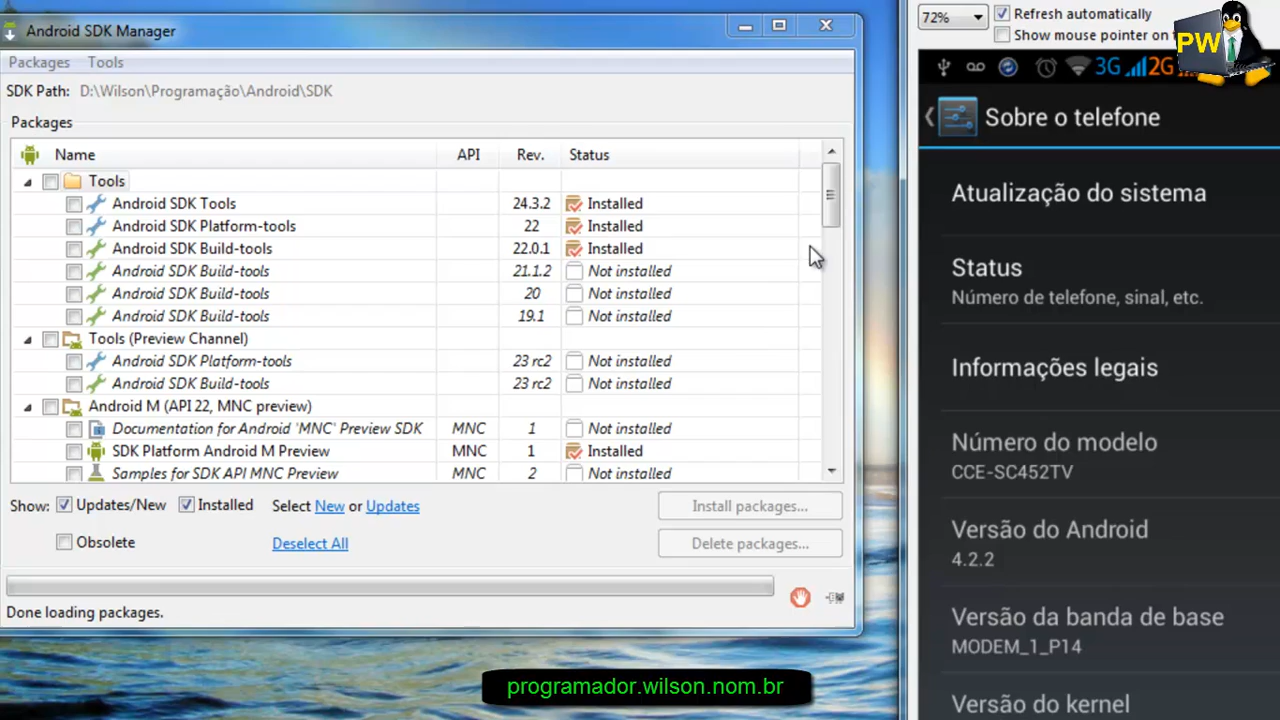 Android SDK Manager
Packages Tools
SDK Path: D:\Wilson\Programação\Android\SDK
Packages
Name API Rev. Status
Tools
Android SDK Tools 24.3.2 Installed
Android SDK Platform-tools 22 Installed
Android SDK Build-tools 22.0.1 Installed
Android SDK Build-tools 21.1.2 Not installed
Android SDK Build-tools 20 Not installed
Android SDK Build-tools 19.1 Not installed
Tools (Preview Channel)
Android SDK Platform-tools 23 rc2 Not installed
Android SDK Build-tools 23 rc2 Not installed
Android M (API 22, MNC preview)
Documentation for Android 'MNC' Preview SDK MNC 1 Not installed
SDK Platform Android M Preview MNC 1 Installed
Samples for SDK API MNC Preview MNC 2 Not installed
Show: Updates/New Installed Select New or Updates Install packages...
Obsolete Deselect All Delete packages...
Done loading packages.
72% Refresh automatically
Show mouse pointer on
PW
3G 2G
Sobre o telefone
Atualização do sistema
Status
Número de telefone, sinal, etc.
Informações legais
Número do modelo
CCE-SC452TV
Versão do Android
4.2.2
Versão da banda de base
MODEM_1_P14
Versão do kernel
programador.wilson.nom.br